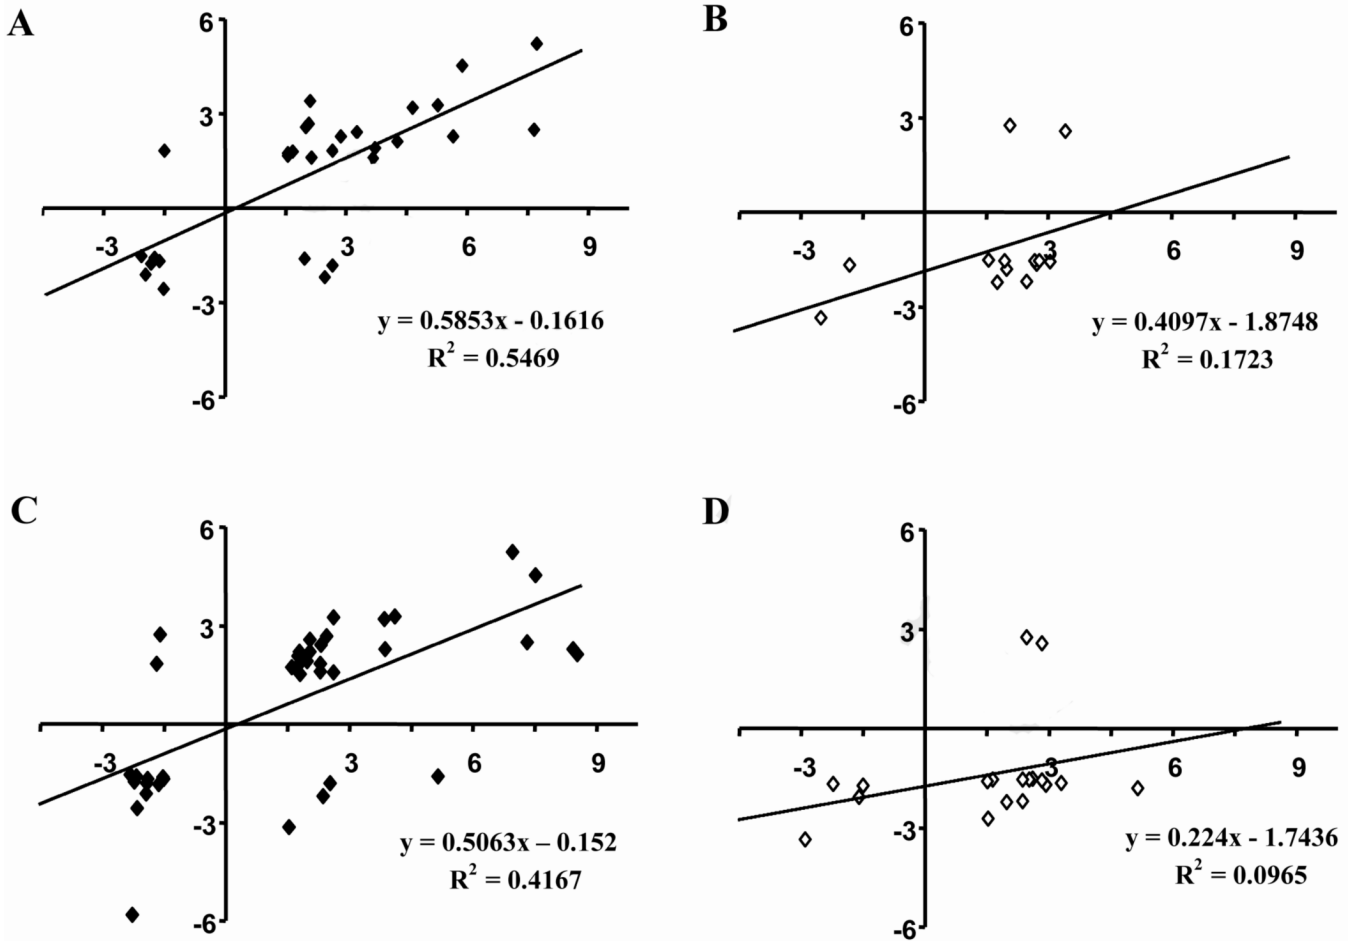 A
6
3
-3
3
6
9
-3
-6
y = 0.5853x - 0.1616
R² = 0.5469
B
6
3
-3
3
6
9
-3
-6
y = 0.4097x - 1.8748
R² = 0.1723
C
6
3
-3
3
6
9
-3
-6
y = 0.5063x – 0.152
R² = 0.4167
D
6
3
-3
3
6
9
-3
-6
y = 0.224x - 1.7436
R² = 0.0965